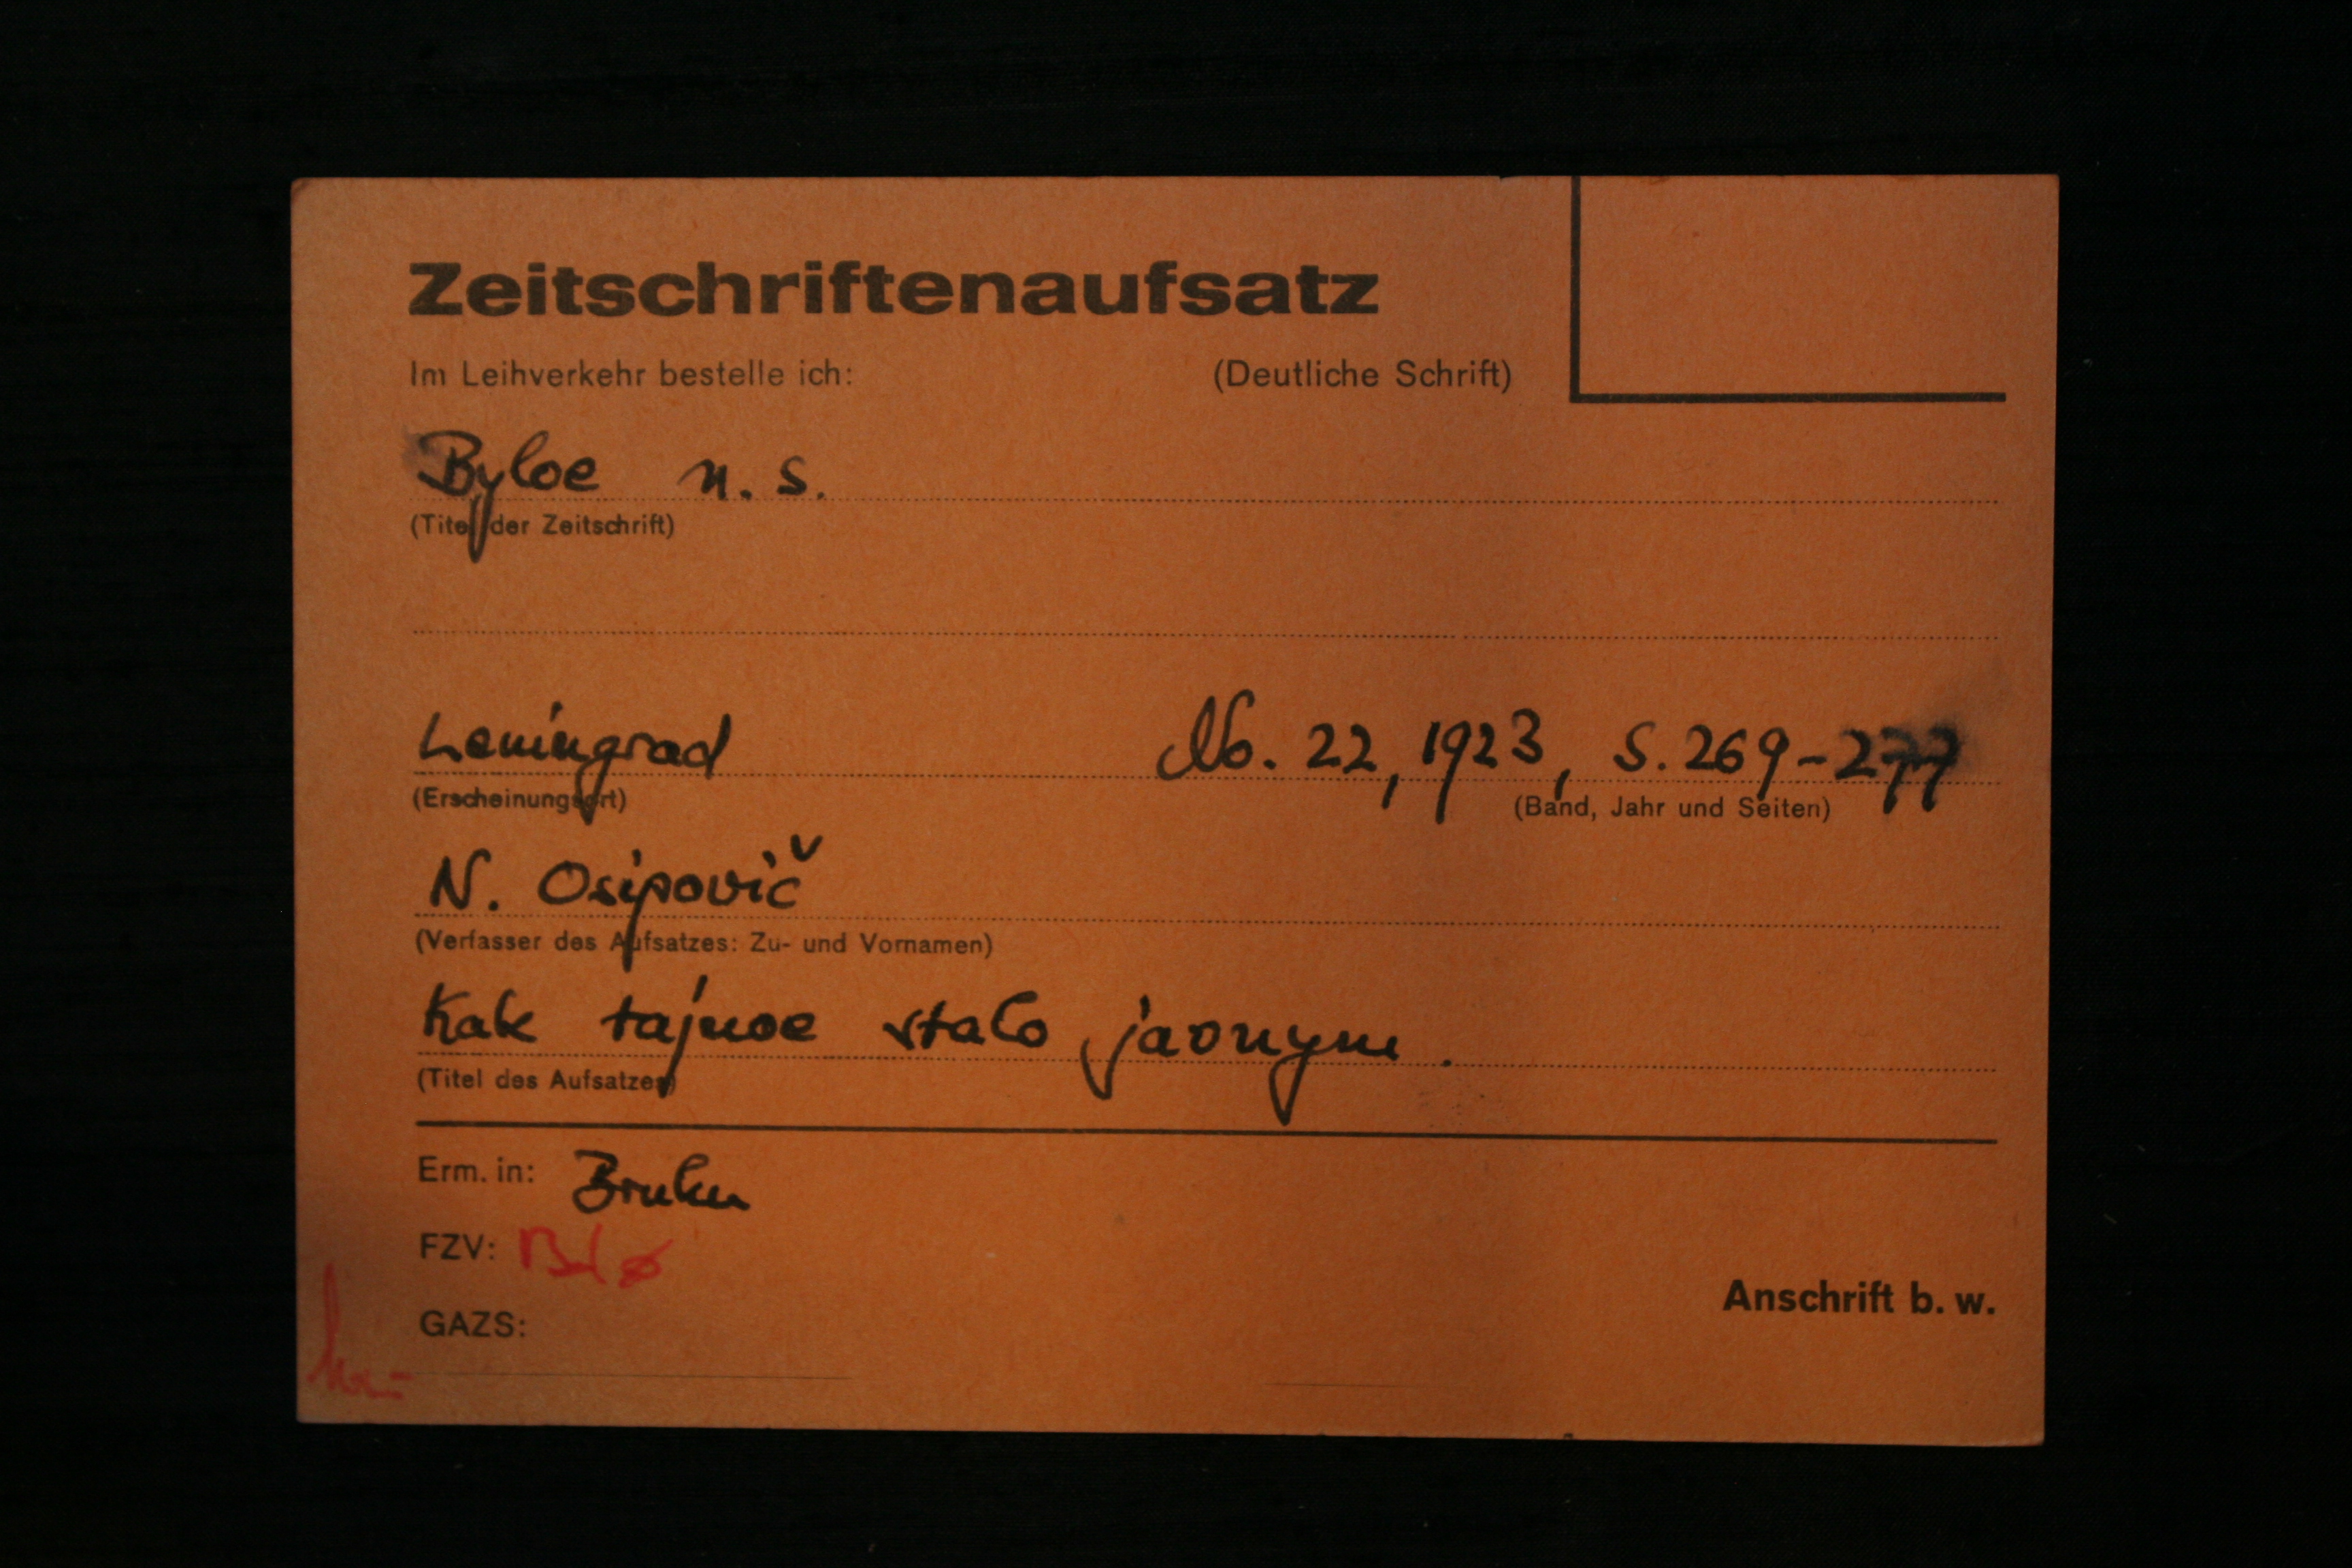 Zeitschriftenaufsatz
Im Leihverkehr bestelle ich: (Deutliche Schrift)
Byloe n. s.
(Titel der Zeitschrift)
Leningrad No. 22, 1923, S. 269-277
(Erscheinungsort) (Band, Jahr und Seiten)
N. Osipovič
(Verfasser des Aufsatzes: Zu- und Vornamen)
Kak tajnoe stalo javnym.
(Titel des Aufsatzes)
Erm. in: Bruhn
FZV:
GAZS:
Anschrift b. w.